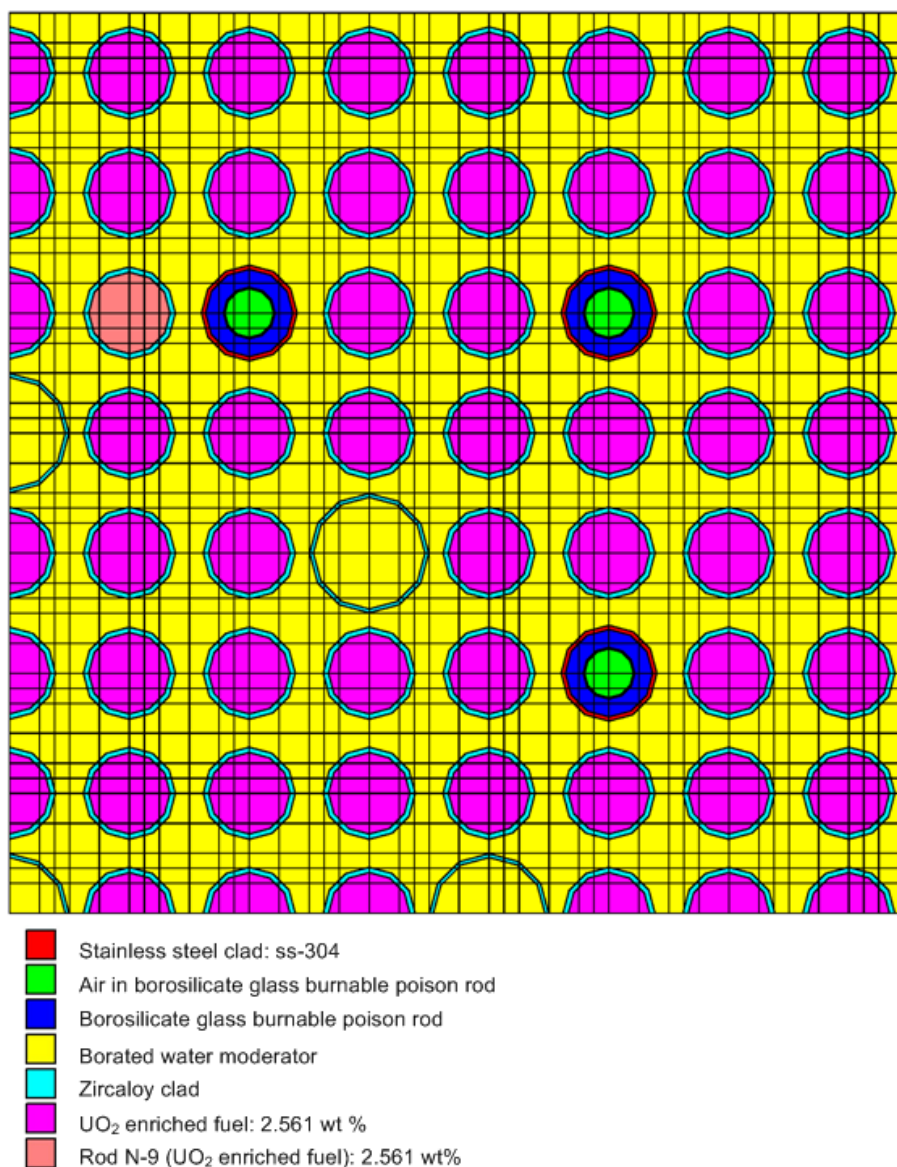 Stainless steel clad: ss-304
Air in borosilicate glass burnable poison rod
Borosilicate glass burnable poison rod
Borated water moderator
Zircaloy clad
UO₂ enriched fuel: 2.561 wt %
Rod N-9 (UO₂ enriched fuel): 2.561 wt%